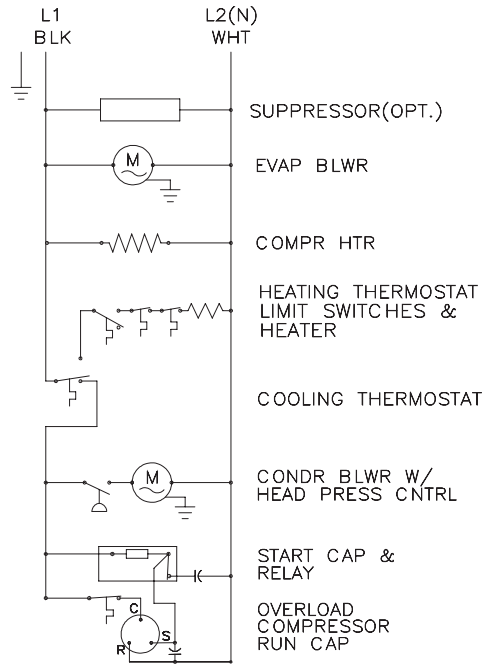 L1
BLK
L2(N)
WHT
SUPPRESSOR(OPT.)
M
EVAP BLWR
COMPR HTR
HEATING THERMOSTAT
LIMIT SWITCHES &
HEATER
COOLING THERMOSTAT
M
CONDR BLWR W/
HEAD PRESS CNTRL
START CAP &
RELAY
C
S
R
OVERLOAD
COMPRESSOR
RUN CAP